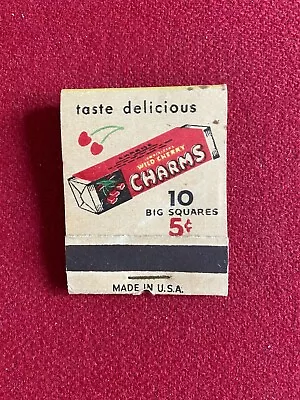 taste delicious
WILD CHERRY
CHARMS
10
BIG SQUARES
5¢
MADE IN U.S.A.